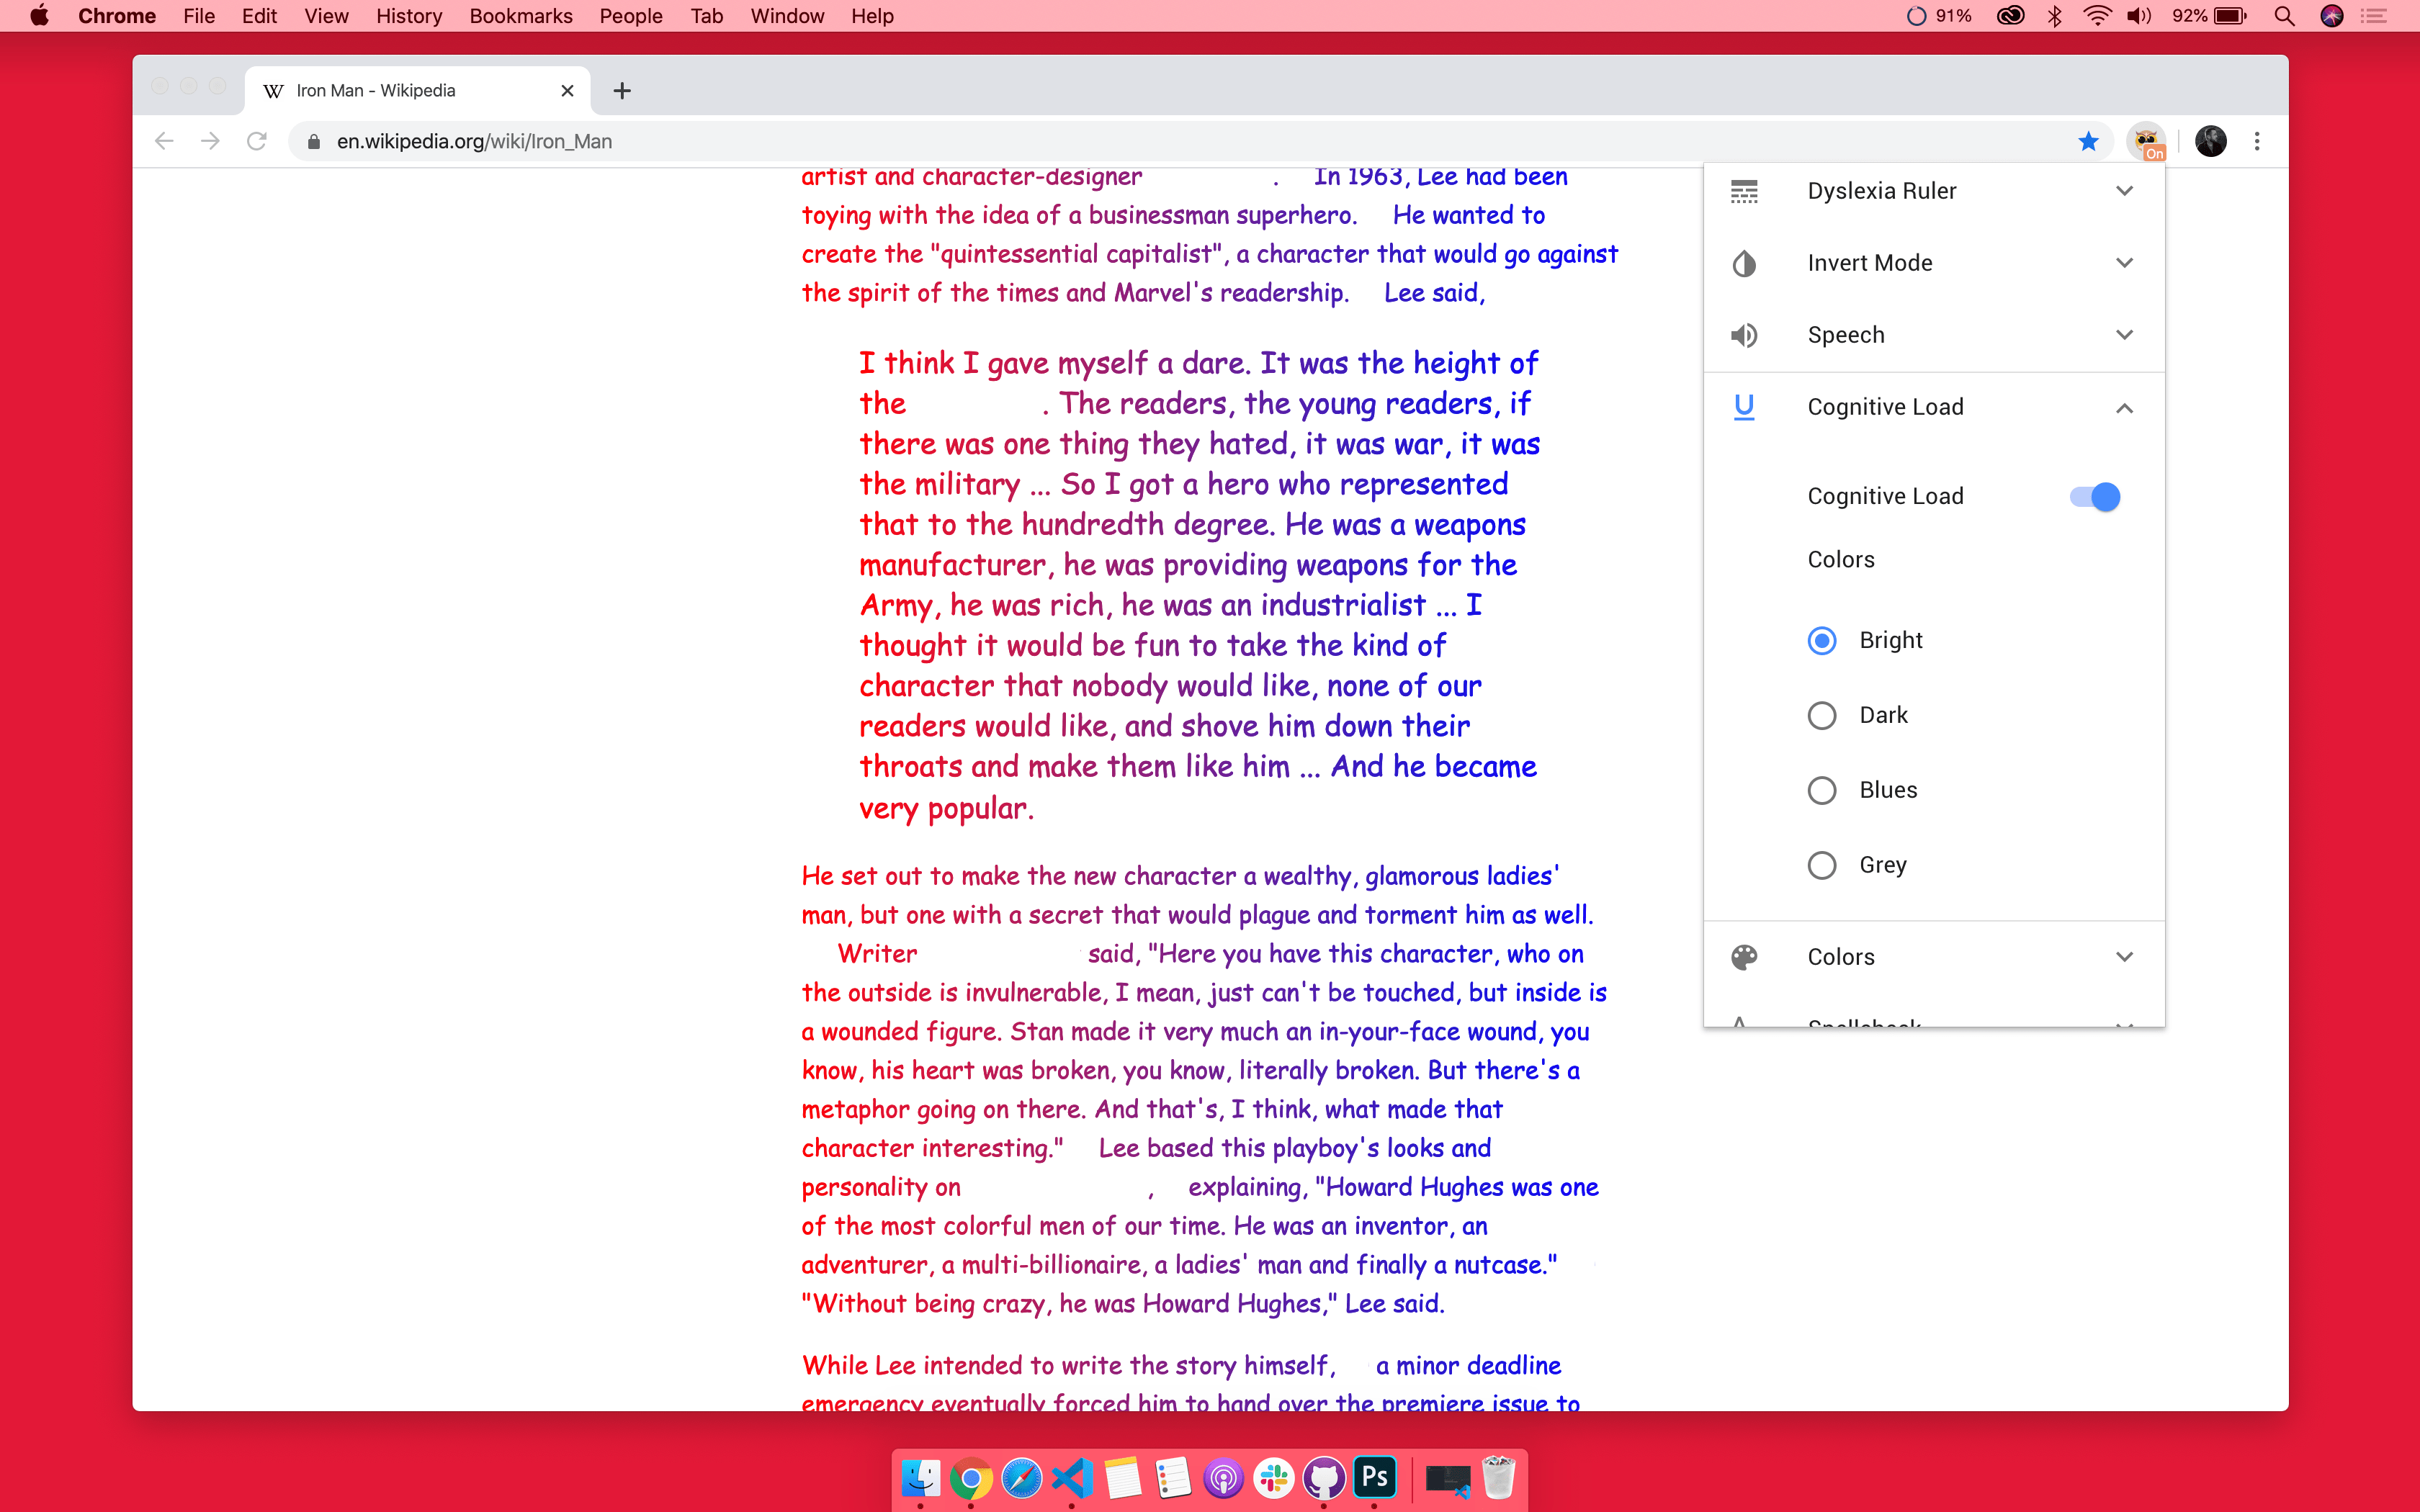 Chrome File Edit View History Bookmarks People Tab Window Help 91% 92%
W Iron Man - Wikipedia
en.wikipedia.org/wiki/Iron_Man
On
artist and character-designer . In 1963, Lee had been
toying with the idea of a businessman superhero. He wanted to
create the "quintessential capitalist", a character that would go against
the spirit of the times and Marvel's readership. Lee said,
I think I gave myself a dare. It was the height of
the . The readers, the young readers, if
there was one thing they hated, it was war, it was
the military ... So I got a hero who represented
that to the hundredth degree. He was a weapons
manufacturer, he was providing weapons for the
Army, he was rich, he was an industrialist ... I
thought it would be fun to take the kind of
character that nobody would like, none of our
readers would like, and shove him down their
throats and make them like him ... And he became
very popular.
He set out to make the new character a wealthy, glamorous ladies'
man, but one with a secret that would plague and torment him as well.
Writer said, "Here you have this character, who on
the outside is invulnerable, I mean, just can't be touched, but inside is
a wounded figure. Stan made it very much an in-your-face wound, you
know, his heart was broken, you know, literally broken. But there's a
metaphor going on there. And that's, I think, what made that
character interesting." Lee based this playboy's looks and
personality on , explaining, "Howard Hughes was one
of the most colorful men of our time. He was an inventor, an
adventurer, a multi-billionaire, a ladies' man and finally a nutcase."
"Without being crazy, he was Howard Hughes," Lee said.
While Lee intended to write the story himself, a minor deadline
emergency eventually forced him to hand over the premiere issue to
Dyslexia Ruler
Invert Mode
Speech
U Cognitive Load
Cognitive Load
Colors
Bright
Dark
Blues
Grey
Colors
Spellcheck
Ps